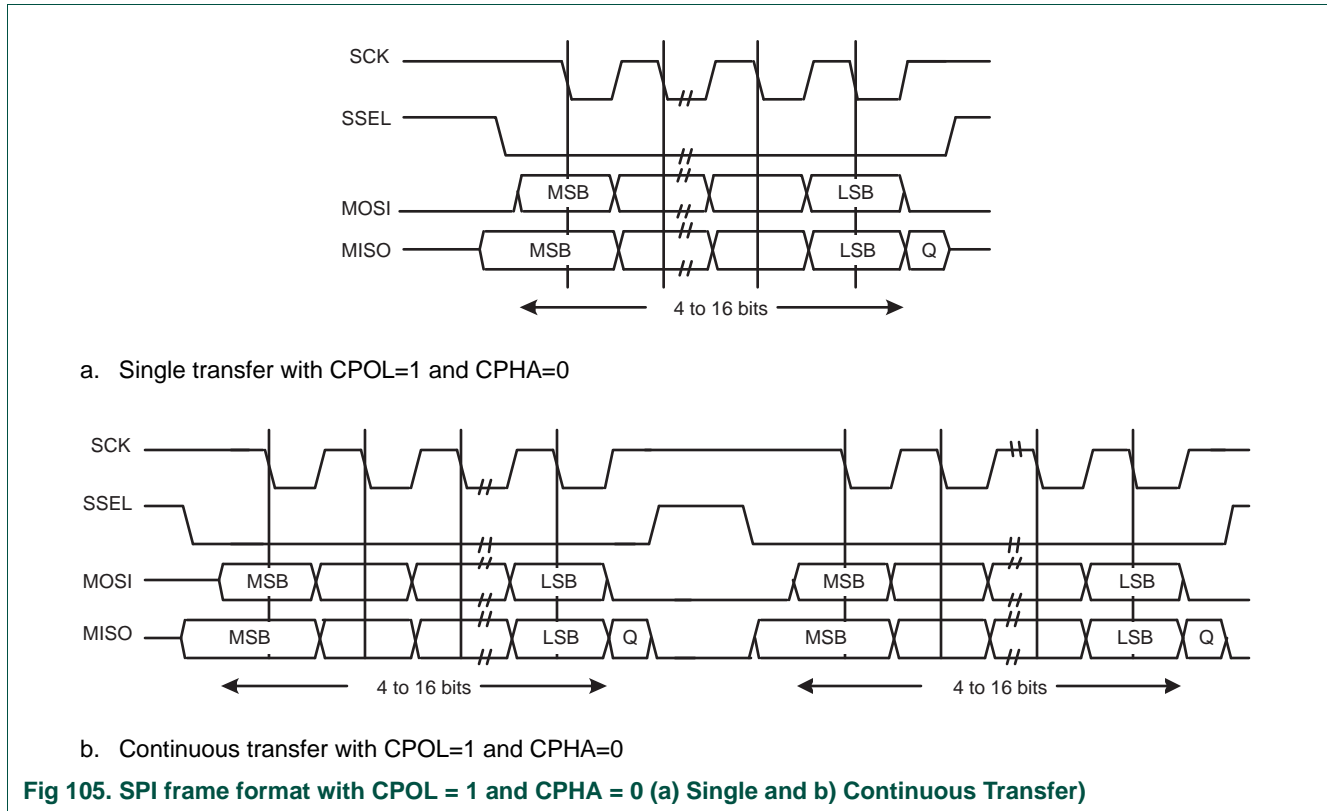 SCK
SSEL
MOSI
MSB
LSB
MISO
MSB
LSB
Q
4 to 16 bits
a. Single transfer with CPOL=1 and CPHA=0
SCK
SSEL
MOSI
MSB
LSB
MSB
LSB
MISO
MSB
LSB
Q
MSB
LSB
Q
4 to 16 bits
4 to 16 bits
b. Continuous transfer with CPOL=1 and CPHA=0
Fig 105. SPI frame format with CPOL = 1 and CPHA = 0 (a) Single and b) Continuous Transfer)